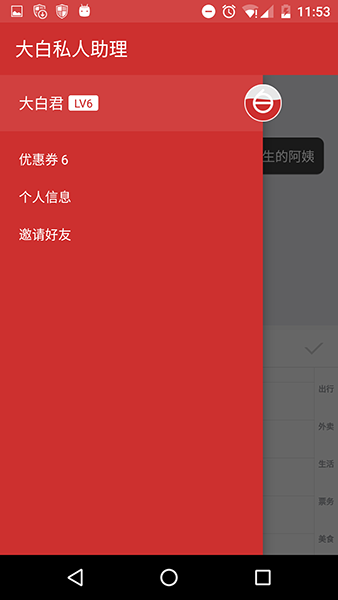 11:53
大白私人助理
大白君 LV6
生的阿姨
优惠券 6
个人信息
邀请好友
出行
外卖
生活
票务
美食